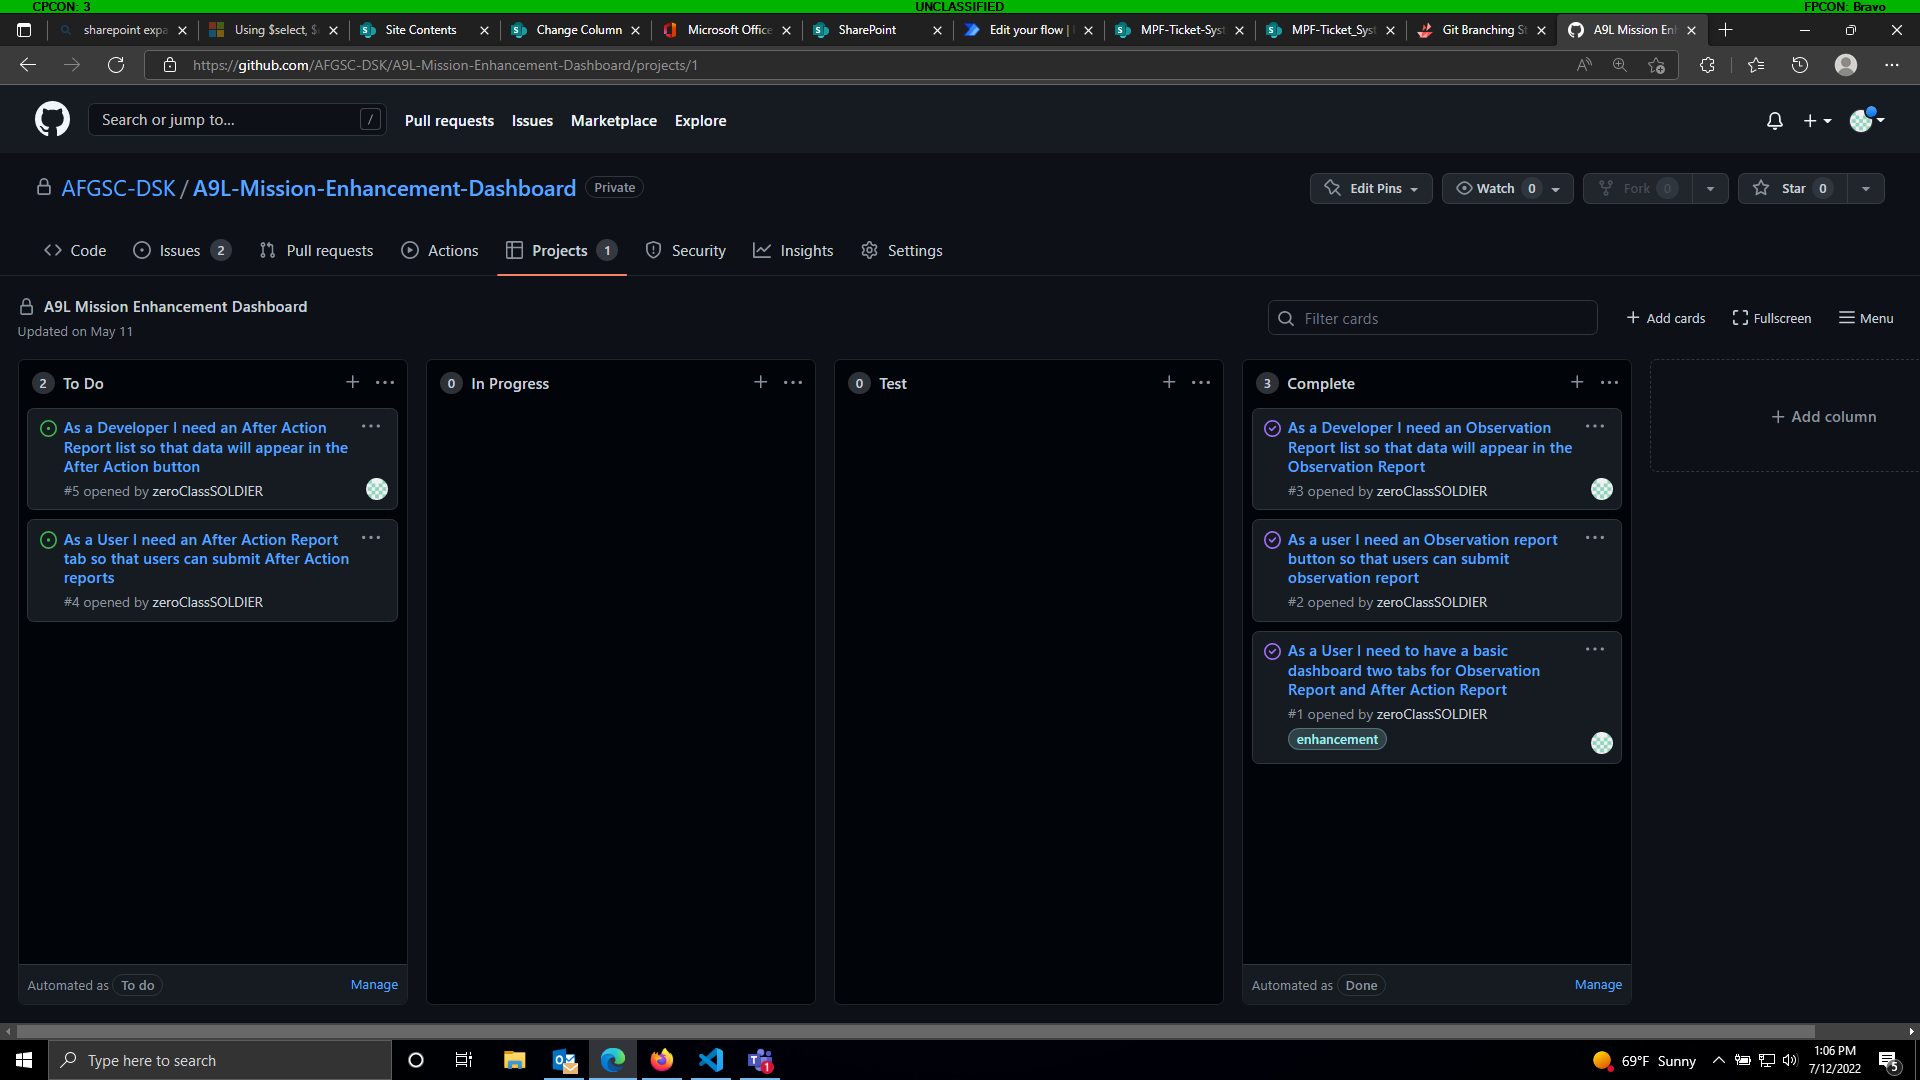 CPCON: 3
UNCLASSIFIED
FPCON: Bravo
sharepoint expa
Using $select, $
Site Contents
Change Column
Microsoft Office
SharePoint
Edit your flow |
MPF-Ticket-Syst
MPF-Ticket_Syst
Git Branching St
A9L Mission Enh
https://github.com/AFGSC-DSK/A9L-Mission-Enhancement-Dashboard/projects/1
Search or jump to...
/
Pull requests
Issues
Marketplace
Explore
AFGSC-DSK / A9L-Mission-Enhancement-Dashboard
Private
Edit Pins
Watch 0
Fork 0
Star 0
Code
Issues 2
Pull requests
Actions
Projects 1
Security
Insights
Settings
A9L Mission Enhancement Dashboard
Updated on May 11
Filter cards
Add cards
Fullscreen
Menu
2 To Do
As a Developer I need an After Action
Report list so that data will appear in the
After Action button
#5 opened by zeroClassSOLDIER
As a User I need an After Action Report
tab so that users can submit After Action
reports
#4 opened by zeroClassSOLDIER
Automated as To do
Manage
0 In Progress
0 Test
3 Complete
As a Developer I need an Observation
Report list so that data will appear in the
Observation Report
#3 opened by zeroClassSOLDIER
As a user I need an Observation report
button so that users can submit
observation report
#2 opened by zeroClassSOLDIER
As a User I need to have a basic
dashboard two tabs for Observation
Report and After Action Report
#1 opened by zeroClassSOLDIER
enhancement
Automated as Done
Manage
Add column
Type here to search
1
69°F Sunny
1:06 PM
7/12/2022
5